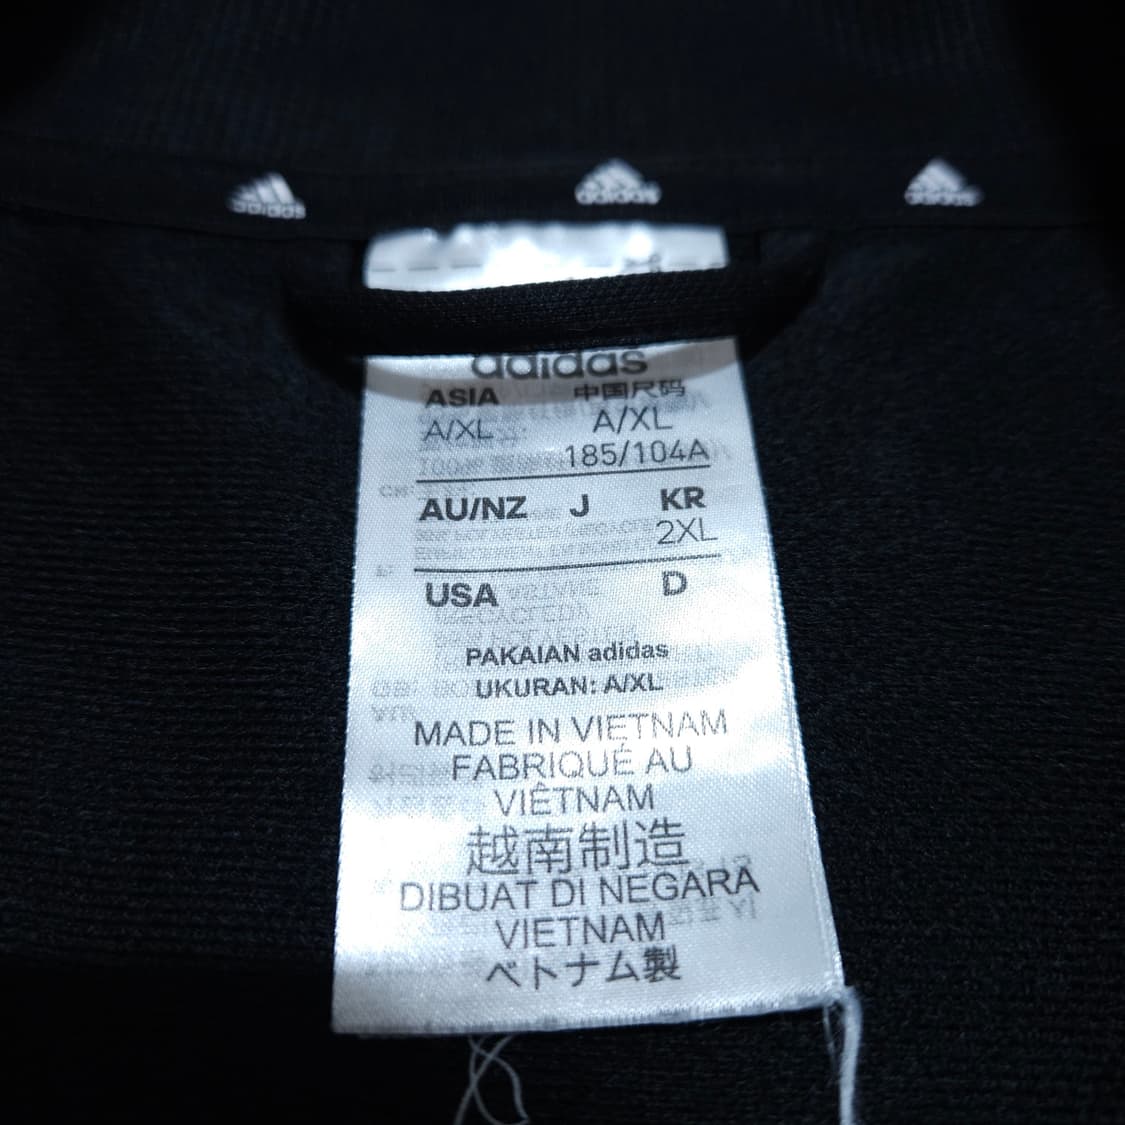 adidas adidas adidas
adidas
ASIA 中国尺码
A/XL A/XL
185/104A
AU/NZ J KR
2XL
USA D
PAKAIAN adidas
UKURAN: A/XL
MADE IN VIETNAM
FABRIQUÉ AU
VIÊTNAM
越南制造
DIBUAT DI NEGARA
VIETNAM
ベトナム製